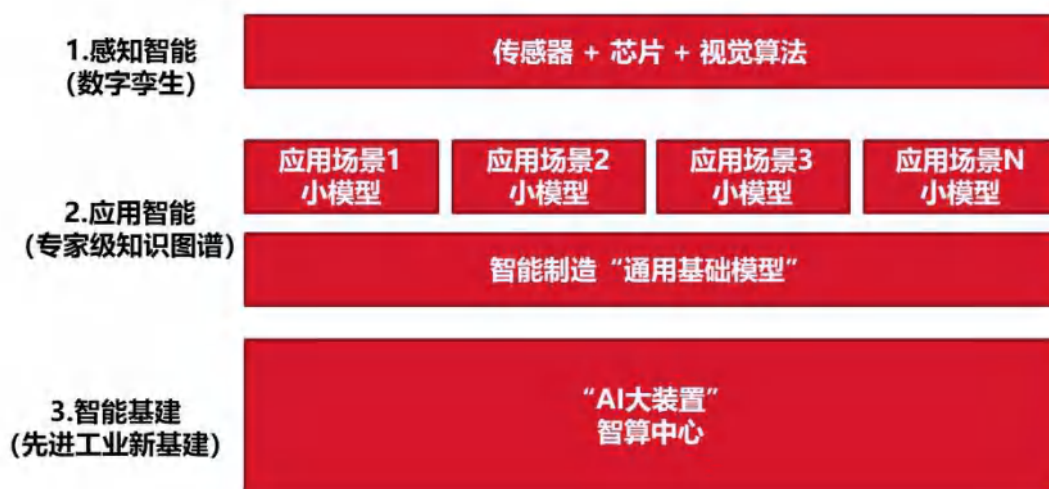 1.感知智能
(数字孪生)
传感器 + 芯片 + 视觉算法
应用场景1
小模型
应用场景2
小模型
应用场景3
小模型
应用场景N
小模型
2.应用智能
(专家级知识图谱)
智能制造“通用基础模型”
3.智能基建
(先进工业新基建)
“AI大装置”
智算中心